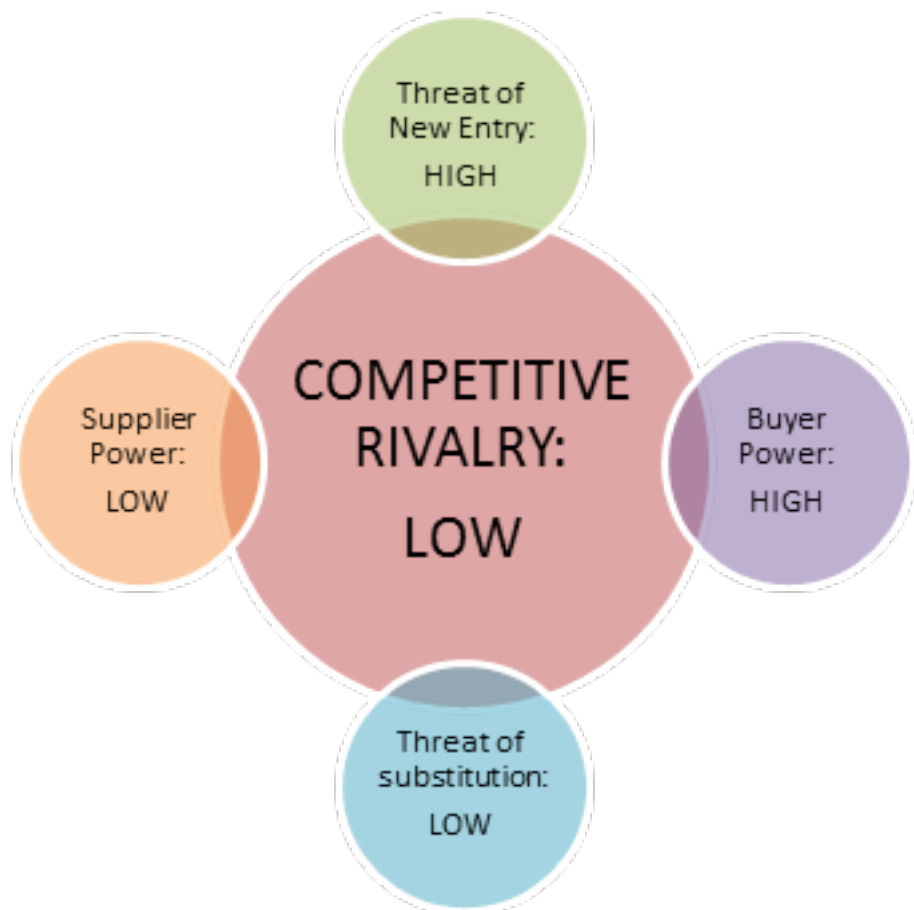 Threat of
New Entry:
HIGH
COMPETITIVE
RIVALRY:
LOW
Supplier
Power:
LOW
Buyer
Power:
HIGH
Threat of
substitution:
LOW